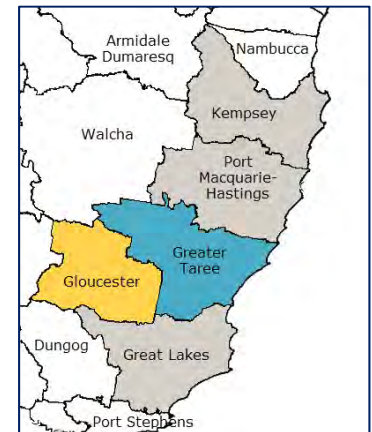 Armidale
Dumaresq
Nambucca
Kempsey
Walcha
Port
Macquarie-
Hastings
Greater
Taree
Gloucester
Dungog
Great Lakes
Port Stephens